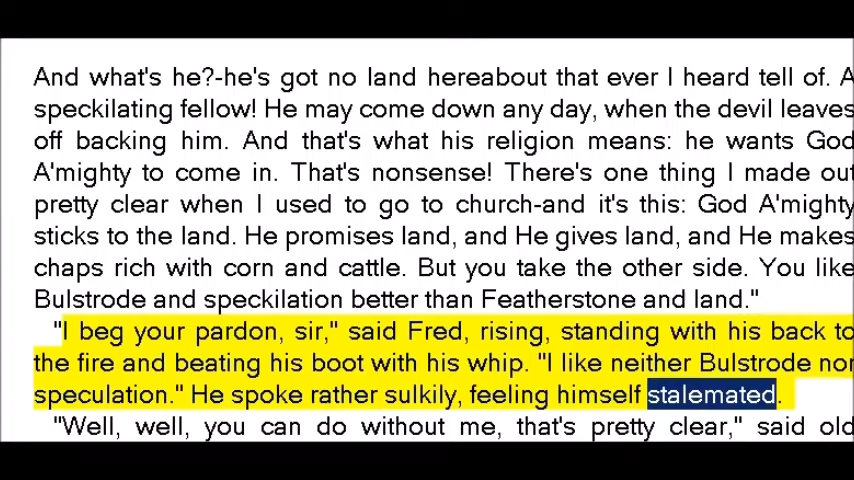 And what's he?-he's got no land hereabout that ever I heard tell of. A
speckilating fellow! He may come down any day, when the devil leaves
off backing him. And that's what his religion means: he wants God
A'mighty to come in. That's nonsense! There's one thing I made out
pretty clear when I used to go to church-and it's this: God A'mighty
sticks to the land. He promises land, and He gives land, and He makes
chaps rich with corn and cattle. But you take the other side. You like
Bulstrode and speckilation better than Featherstone and land."
"I beg your pardon, sir," said Fred, rising, standing with his back to
the fire and beating his boot with his whip. "I like neither Bulstrode nor
speculation." He spoke rather sulkily, feeling himself stalemated.
"Well, well, you can do without me, that's pretty clear," said old